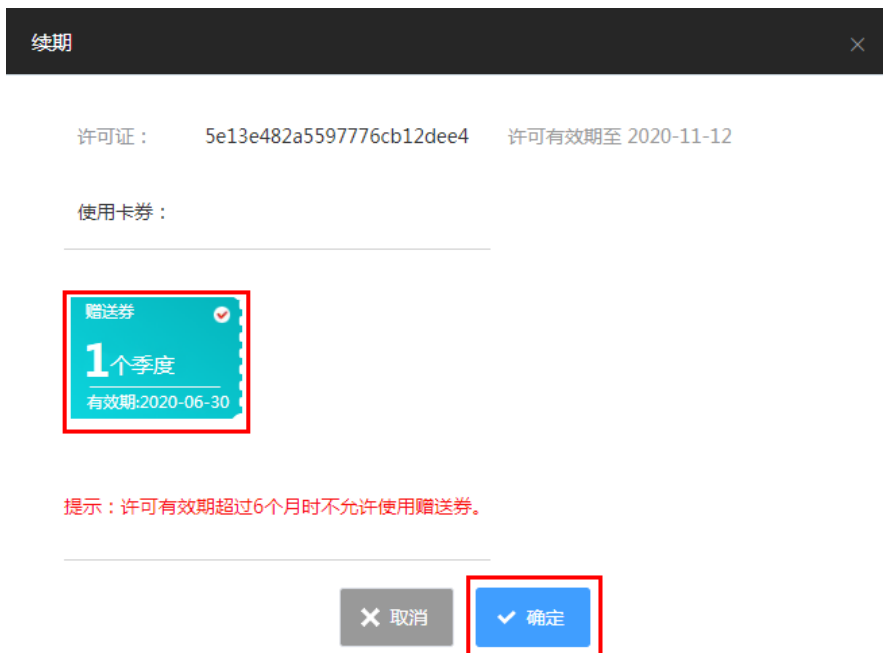 续期
许可证： 5e13e482a5597776cb12dee4 许可有效期至 2020-11-12
使用卡券：
赠送券
1个季度
有效期:2020-06-30
提示：许可有效期超过6个月时不允许使用赠送券。
取消 确定